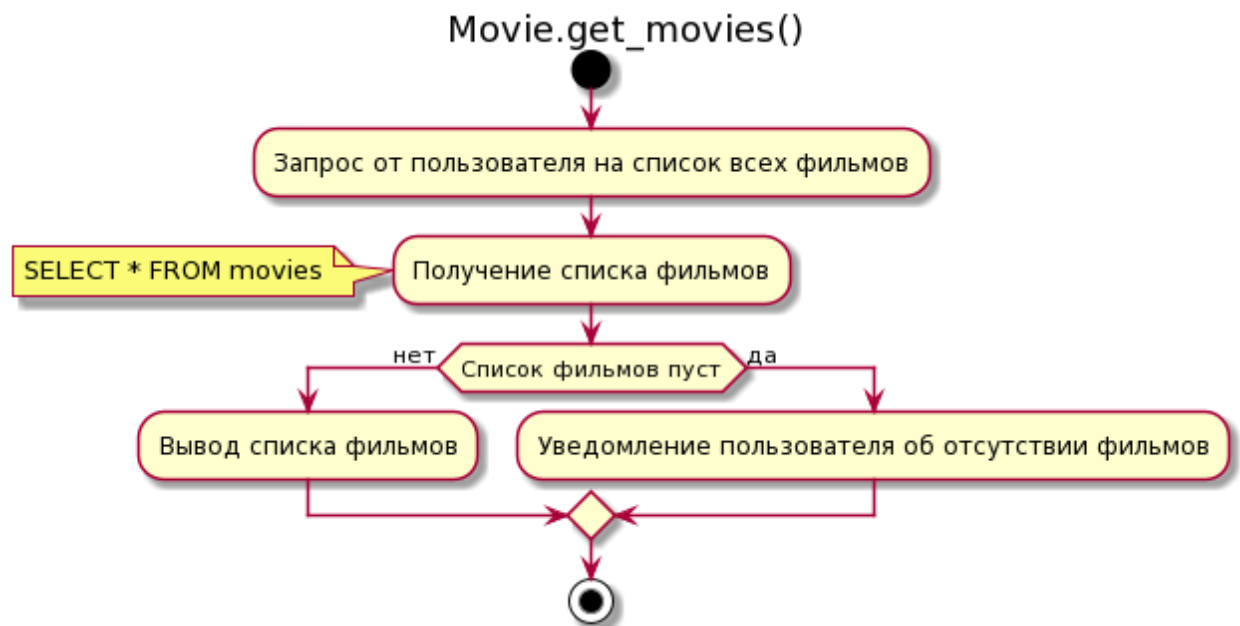 Movie.get_movies()
Запрос от пользователя на список всех фильмов
SELECT * FROM movies
Получение списка фильмов
нет
Список фильмов пуст
да
Вывод списка фильмов
Уведомление пользователя об отсутствии фильмов